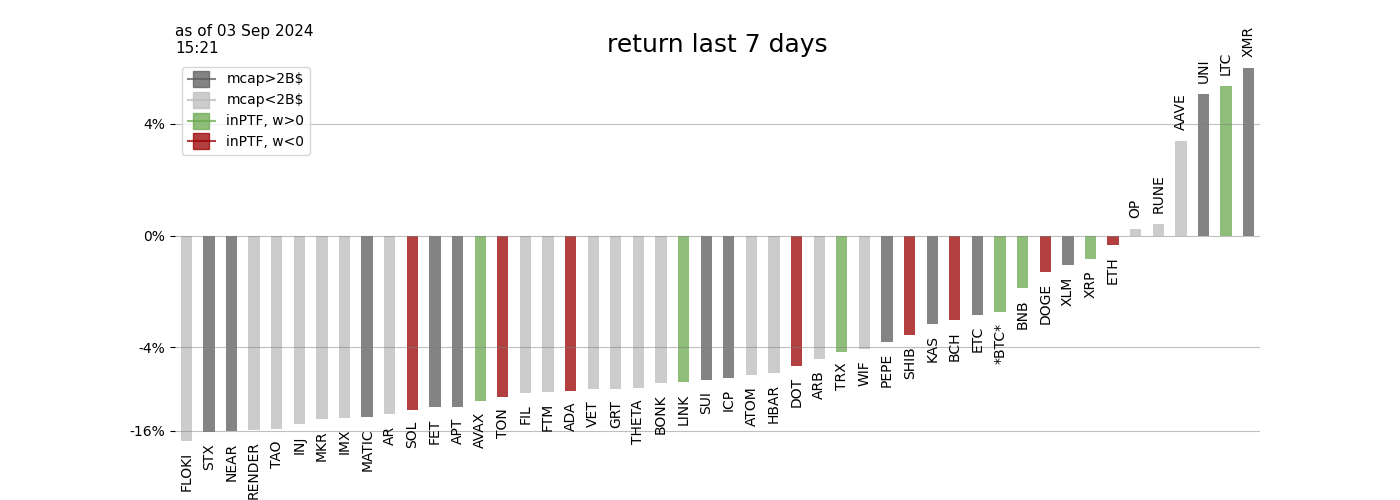 as of 03 Sep 2024
15:21
return last 7 days
mcap>2B$
mcap<2B$
inPTF, w>0
inPTF, w<0
4%
0%
-4%
-16%
FLOKI
STX
NEAR
RENDER
TAO
INJ
MKR
IMX
MATIC
AR
SOL
FET
APT
AVAX
TON
FIL
FTM
ADA
VET
GRT
THETA
BONK
LINK
SUI
ICP
ATOM
HBAR
DOT
ARB
TRX
WIF
PEPE
SHIB
KAS
BCH
ETC
*BTC*
BNB
DOGE
XLM
XRP
ETH
OP
RUNE
AAVE
UNI
LTC
XMR